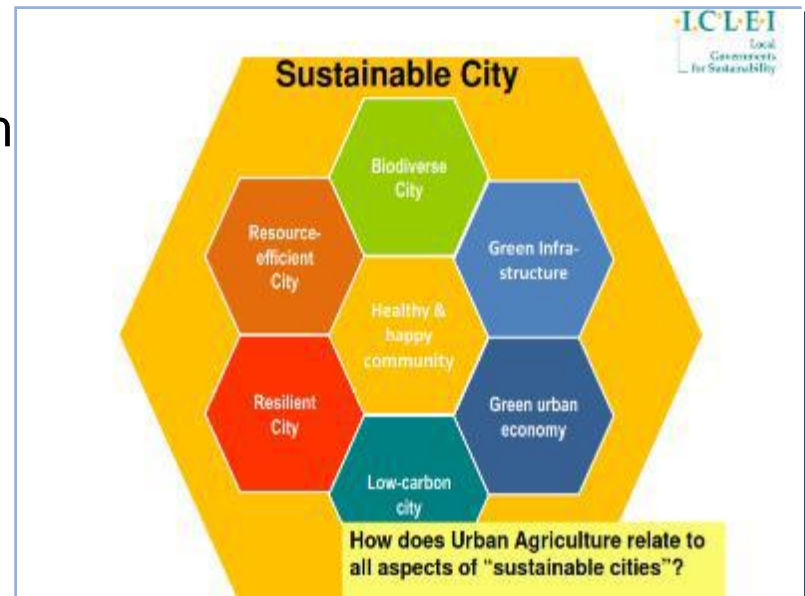 I.C'L·E·I
Local
Governments
for Sustainability
Sustainable City
n
Biodiverse
City
Resource-
efficient
City
Green Infra-
structure
Healthy &
happy
community
Resilient
City
Green urban
economy
Low-carbon
city
How does Urban Agriculture relate to
all aspects of “sustainable cities”?